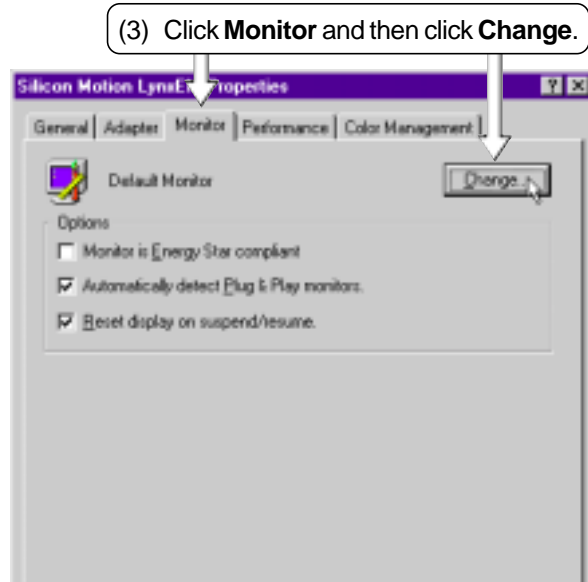 (3) Click Monitor and then click Change.
Silicon Motion LynxE Properties
General Adapter Monitor Performance Color Management
Default Monitor
Change...
Options
Monitor is Energy Star compliant
Automatically detect Plug & Play monitors.
Reset display on suspend/resume.